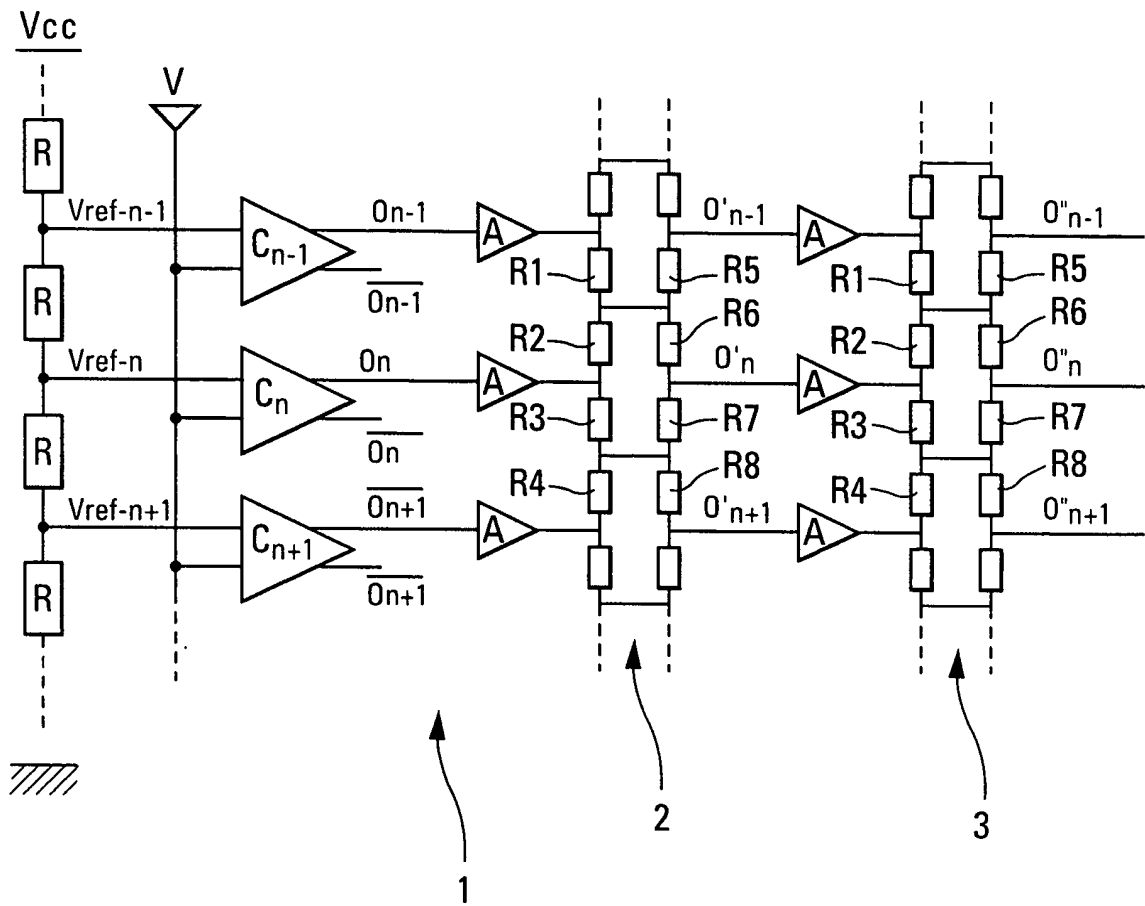 Vcc
V
R
Vref-n-1
Cn-1
On-1
On-1
A
O'n-1
A
O"n-1
R1
R5
R1
R5
R
R2
R6
R2
R6
Vref-n
Cn
On
On
A
O'n
A
O"n
R3
R7
R3
R7
R
R4
R8
R4
R8
Vref-n+1
Cn+1
On+1
On+1
A
O'n+1
A
O"n+1
R
2
3
1